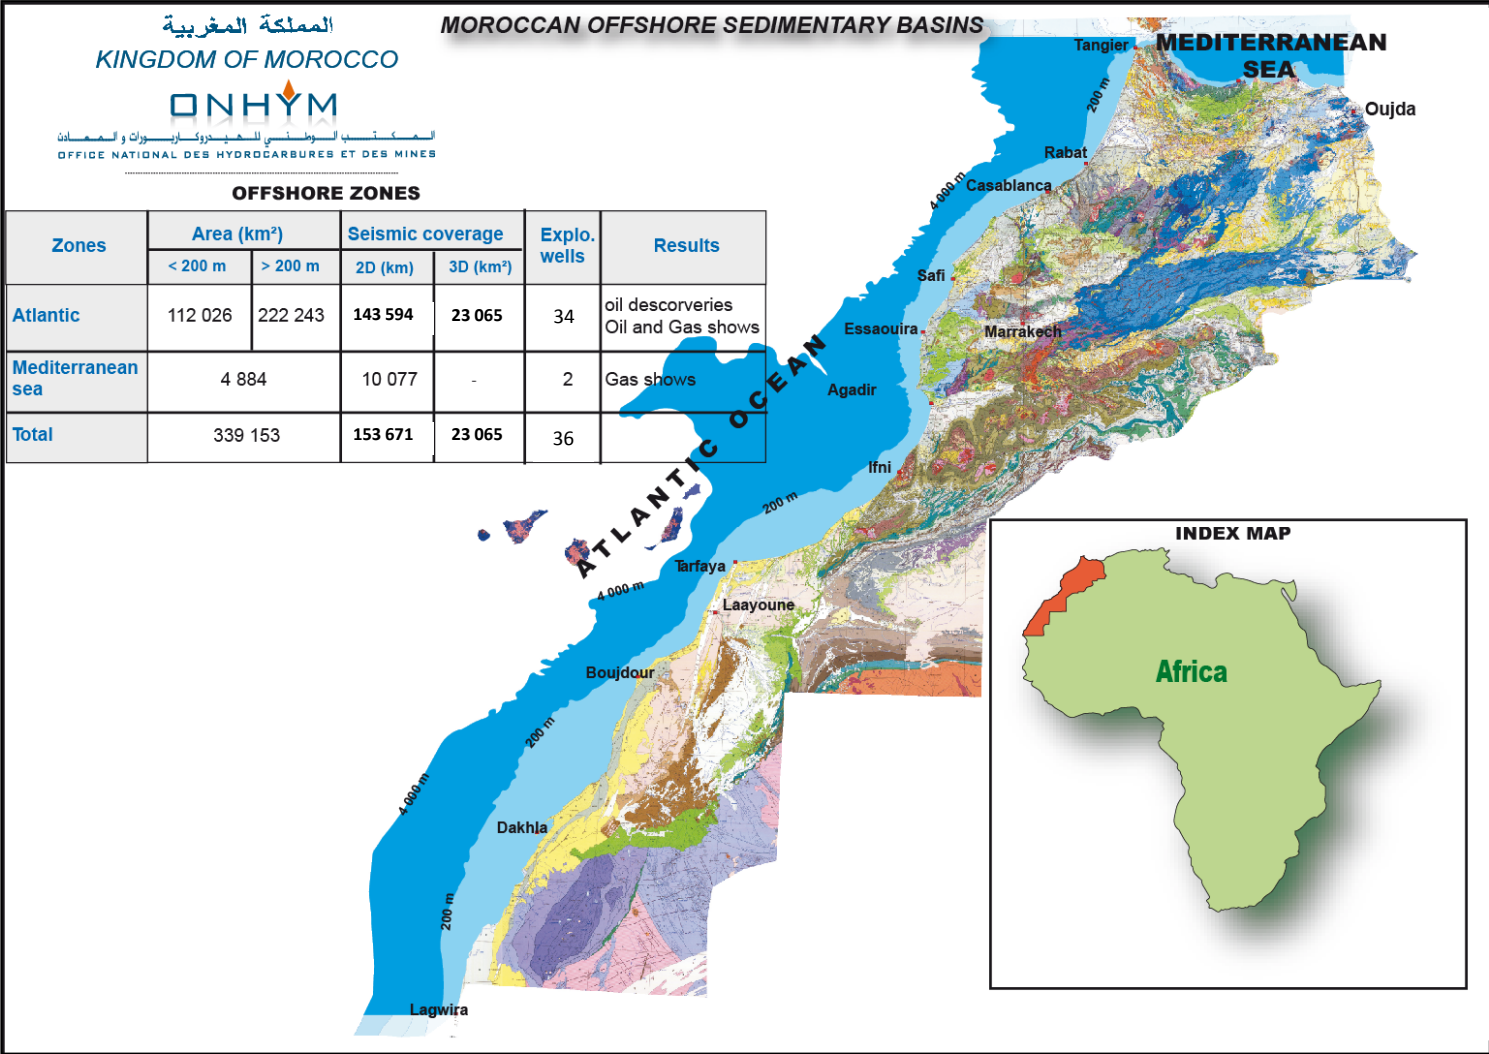 MOROCCAN OFFSHORE SEDIMENTARY BASINS
المملكة المغربية
KINGDOM OF MOROCCO
ONHYM
المكتب الوطني للهيدروكاربورات و المعادن
OFFICE NATIONAL DES HYDROCARBURES ET DES MINES
OFFSHORE ZONES
Zones
Area (km²)
Seismic coverage
Explo. wells
Results
< 200 m
> 200 m
2D (km)
3D (km²)
Atlantic
112 026
222 243
143 594
23 065
34
oil descorveries
Oil and Gas shows
Mediterranean
sea
4 884
10 077
-
2
Gas shows
Total
339 153
153 671
23 065
36
MEDITERRANEAN
SEA
Tangier
200 m
Oujda
Rabat
Casablanca
4 000 m
Safi
Essaouira
Marrakech
Agadir
ATLANTIC OCEAN
Ifni
200 m
Tarfaya
4 000 m
Laayoune
Boujdour
200 m
4 000 m
Dakhla
200 m
Lagwira
INDEX MAP
Africa